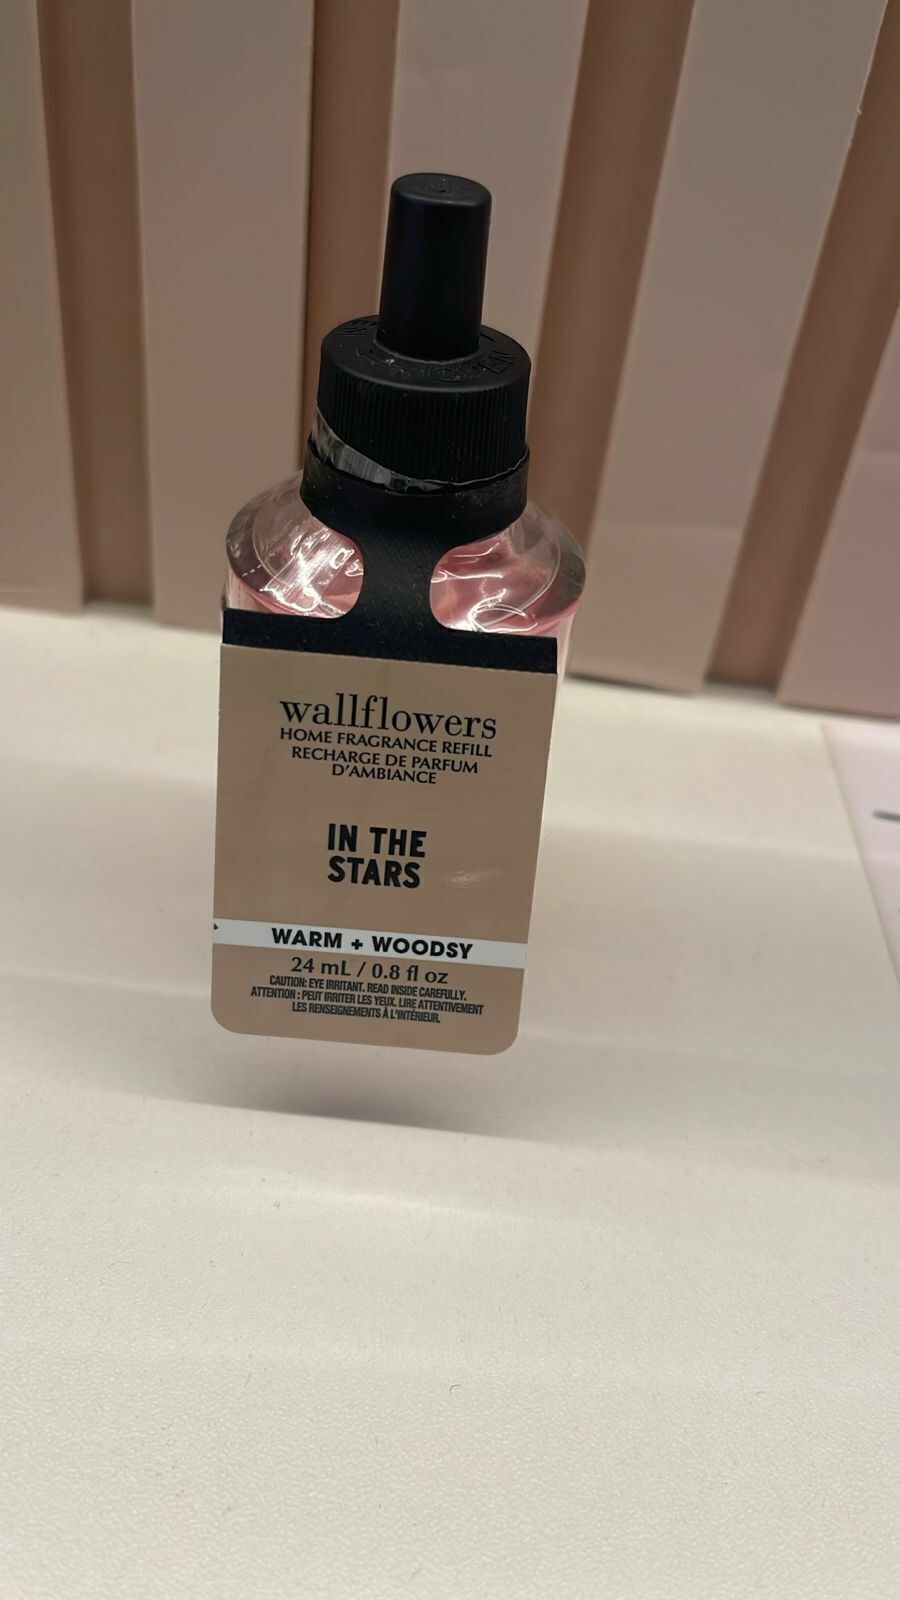 wallflowers
HOME FRAGRANCE REFILL
RECHARGE DE PARFUM
D'AMBIANCE
IN THE
STARS
WARM + WOODSY
24 mL / 0.8 fl oz
CAUTION: EYE IRRITANT. READ INSIDE CAREFULLY.
ATTENTION : PEUT IRRITER LES YEUX. LIRE ATTENTIVEMENT
LES RENSEIGNEMENTS À L'INTÉRIEUR.